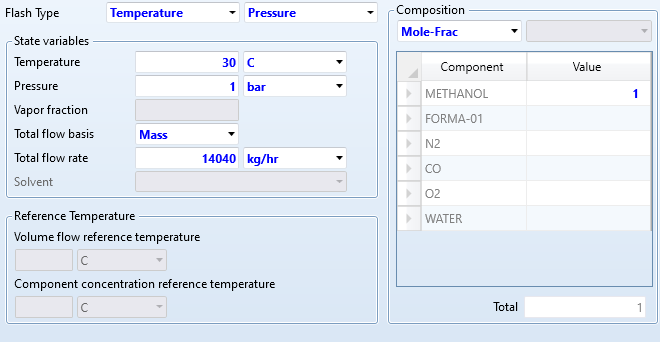 Flash Type Temperature Pressure
State variables
Temperature 30 C
Pressure 1 bar
Vapor fraction
Total flow basis Mass
Total flow rate 14040 kg/hr
Solvent
Reference Temperature
Volume flow reference temperature
C
Component concentration reference temperature
C
Composition
Mole-Frac
Component Value
METHANOL 1
FORMA-01
N2
CO
O2
WATER
Total 1